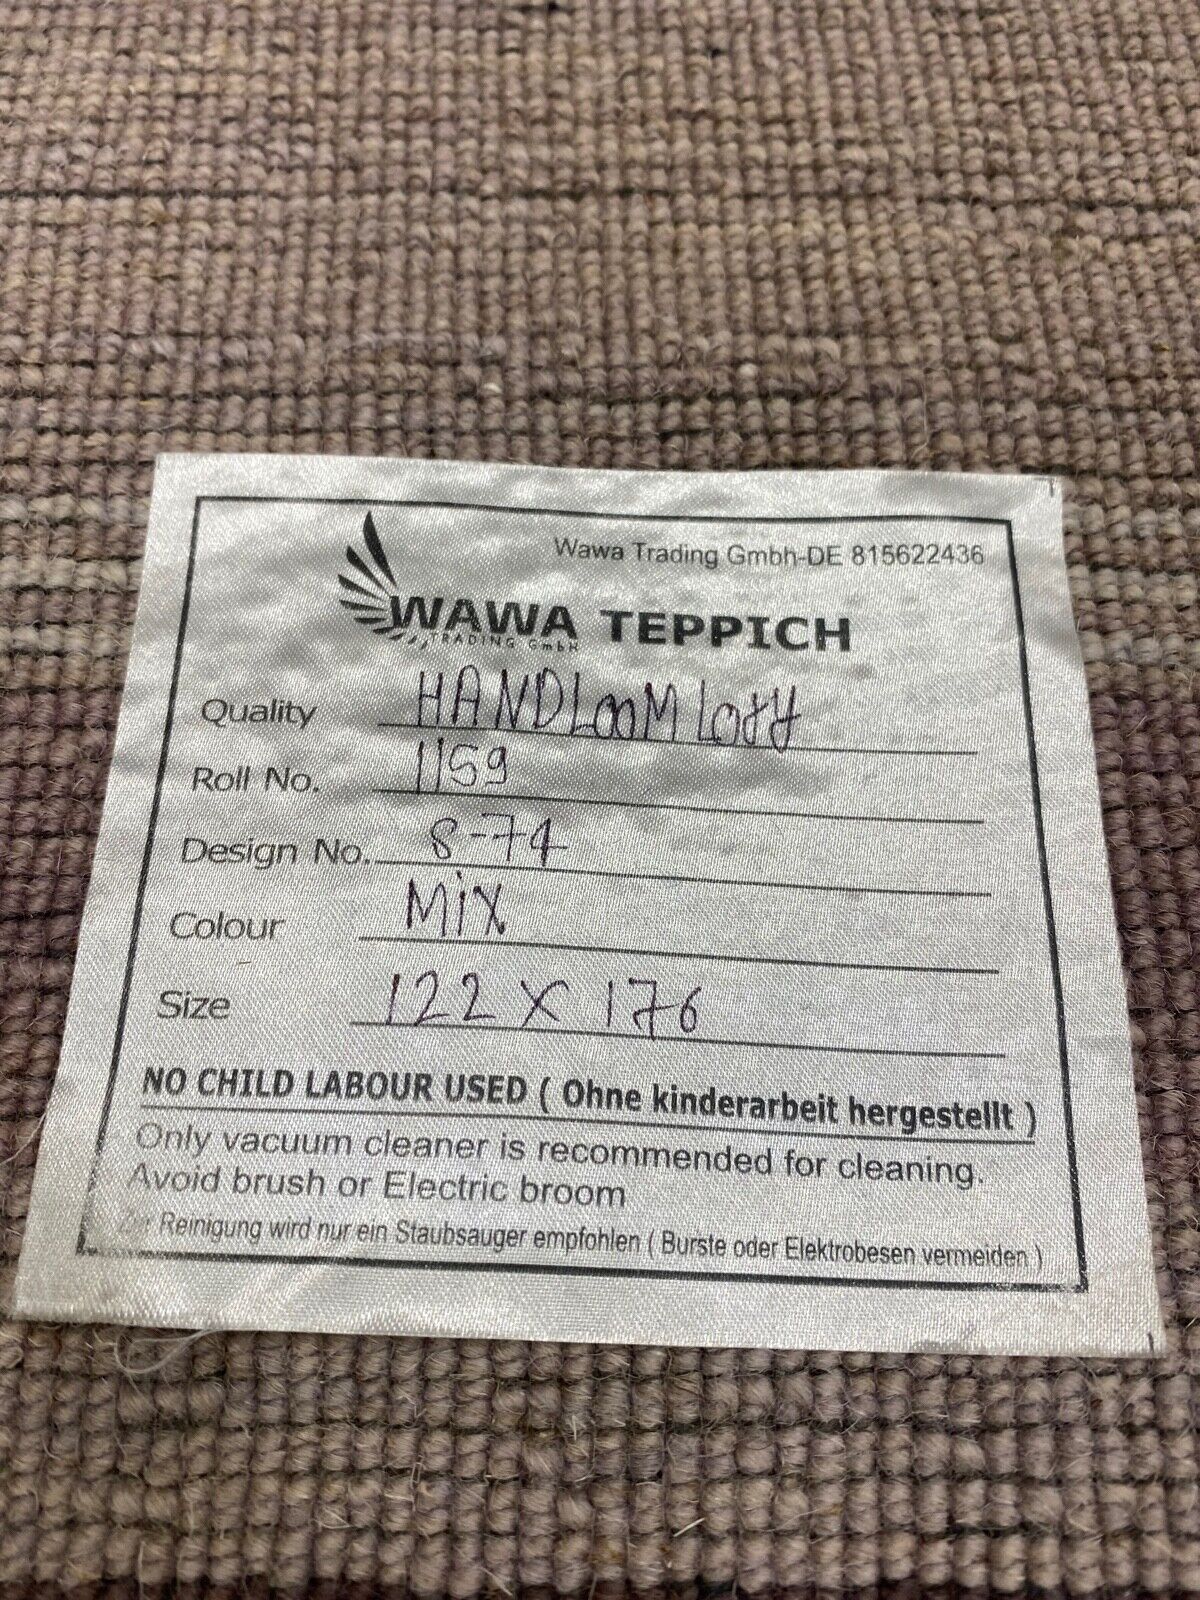 Wawa Trading Gmbh-DE 815622436
WAWA TEPPICH
TRADING GmbH
Quality HANDLOOM LORY
Roll No. 1159
Design No. 8-74
Colour MiX
Size 122 X 176
NO CHILD LABOUR USED ( Ohne kinderarbeit hergestellt )
Only vacuum cleaner is recommended for cleaning.
Avoid brush or Electric broom
Zur Reinigung wird nur ein Staubsauger empfohlen ( Burste oder Elektrobesen vermeiden )